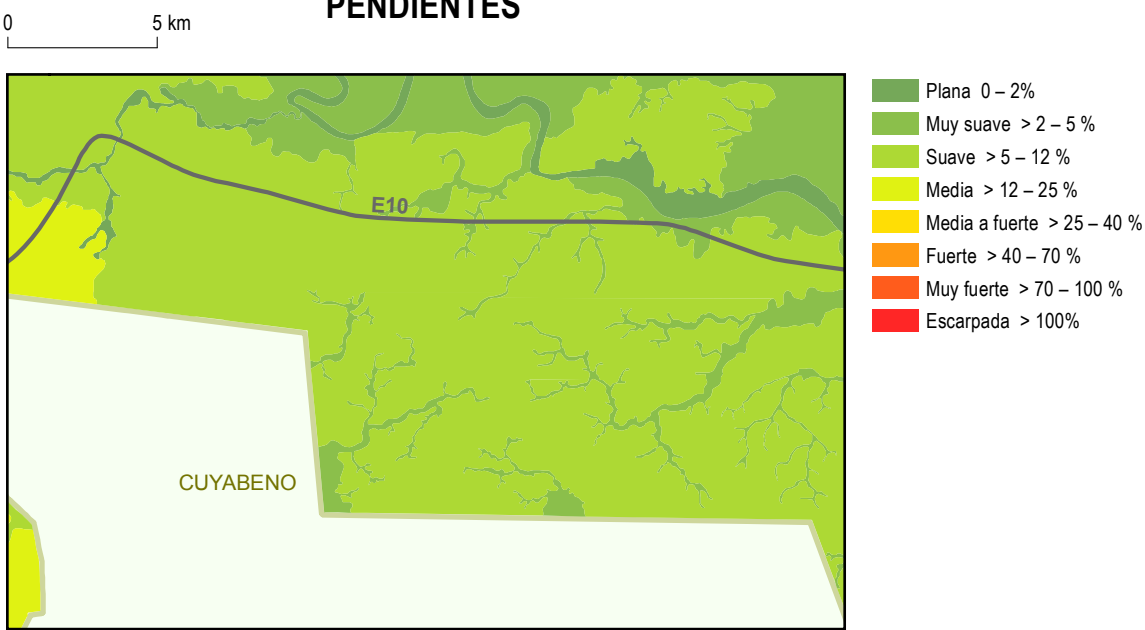 PENDIENTES
0 5 km
Plana 0 – 2%
Muy suave > 2 – 5 %
Suave > 5 – 12 %
Media > 12 – 25 %
Media a fuerte > 25 – 40 %
Fuerte > 40 – 70 %
Muy fuerte > 70 – 100 %
Escarpada > 100%
E10
CUYABENO